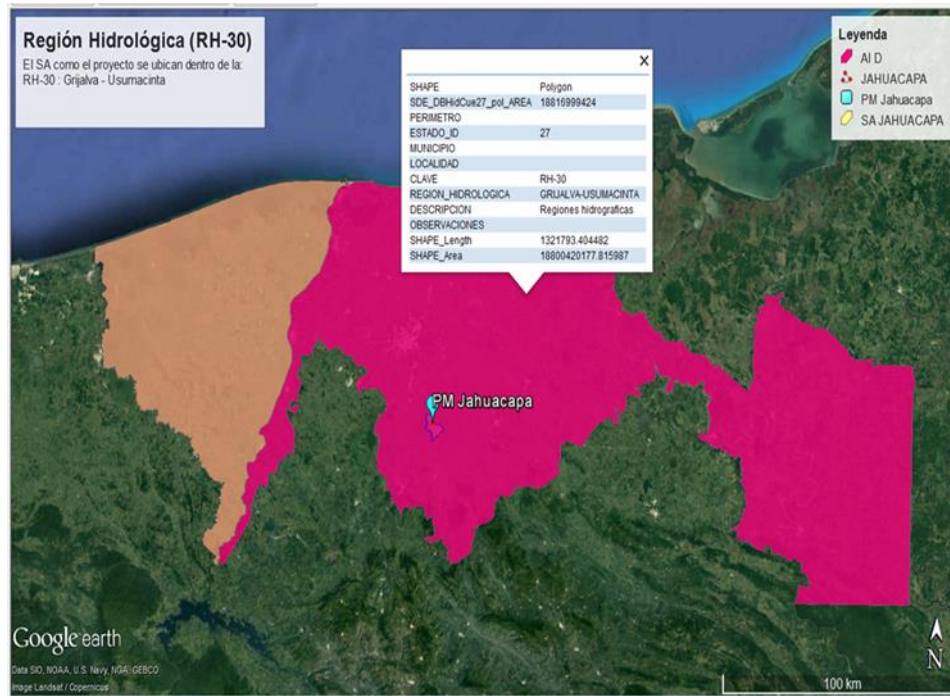 Región Hidrológica (RH-30)
El SA como el proyecto se ubican dentro de la:
RH-30 : Grijalva - Usumacinta
SHAPE Polygon
SDE_DBHidCue27_pol_AREA 18816999424
PERIMETRO
ESTADO_ID 27
MUNICIPIO
LOCALIDAD
CLAVE RH-30
REGION_HIDROLOGICA GRIJALVA-USUMACINTA
DESCRIPCION Regiones hidrograficas
OBSERVACIONES
SHAPE_Length 1321793.404482
SHAPE_Area 18800420177.815987
Leyenda
AI D
JAHUACAPA
PM Jahuacapa
SA JAHUACAPA
PM Jahuacapa
Google earth
Data SIO, NOAA, U.S. Navy, NGA, GEBCO
Image Landsat / Copernicus
N
100 km